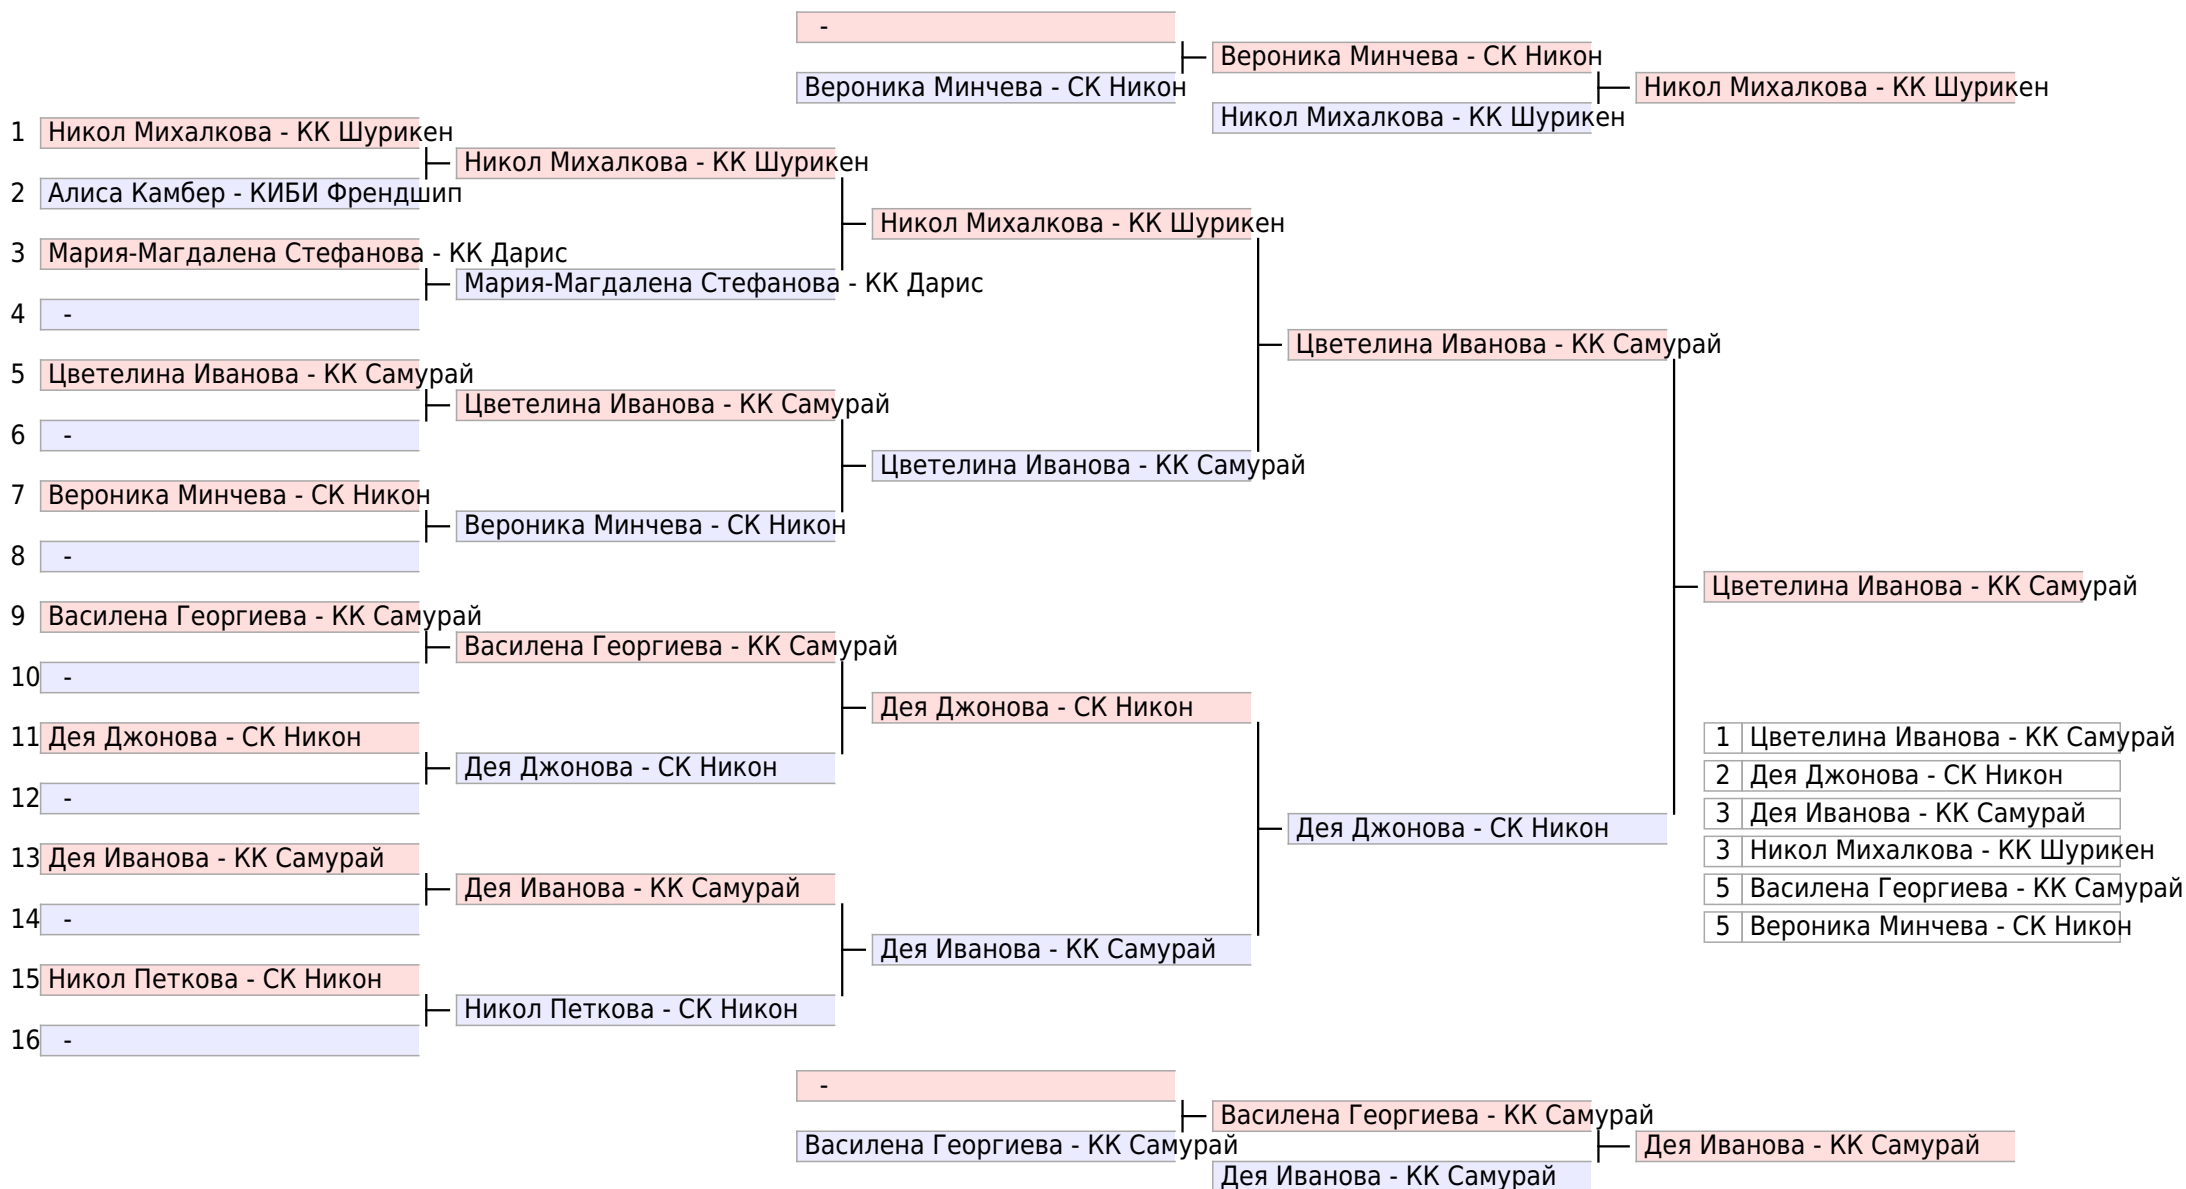 -
Вероника Минчева - СК Никон
Вероника Минчева - СК Никон
Никол Михалкова - КК Шурикен
Никол Михалкова - КК Шурикен
1 Никол Михалкова - КК Шурикен
Никол Михалкова - КК Шурикен
2 Алиса Камбер - КИБИ Френдшип
Никол Михалкова - КК Шурикен
3 Мария-Магдалена Стефанова - КК Дарис
Мария-Магдалена Стефанова - КК Дарис
4 -
Цветелина Иванова - КК Самурай
5 Цветелина Иванова - КК Самурай
Цветелина Иванова - КК Самурай
6 -
Цветелина Иванова - КК Самурай
7 Вероника Минчева - СК Никон
Вероника Минчева - СК Никон
8 -
Цветелина Иванова - КК Самурай
9 Василена Георгиева - КК Самурай
Василена Георгиева - КК Самурай
10 -
Дея Джонова - СК Никон
11 Дея Джонова - СК Никон
Дея Джонова - СК Никон
12 -
Дея Джонова - СК Никон
13 Дея Иванова - КК Самурай
Дея Иванова - КК Самурай
14 -
Дея Иванова - КК Самурай
15 Никол Петкова - СК Никон
Никол Петкова - СК Никон
16 -
1 Цветелина Иванова - КК Самурай
2 Дея Джонова - СК Никон
3 Дея Иванова - КК Самурай
3 Никол Михалкова - КК Шурикен
5 Василена Георгиева - КК Самурай
5 Вероника Минчева - СК Никон
-
Василена Георгиева - КК Самурай
Василена Георгиева - КК Самурай
Дея Иванова - КК Самурай
Дея Иванова - КК Самурай